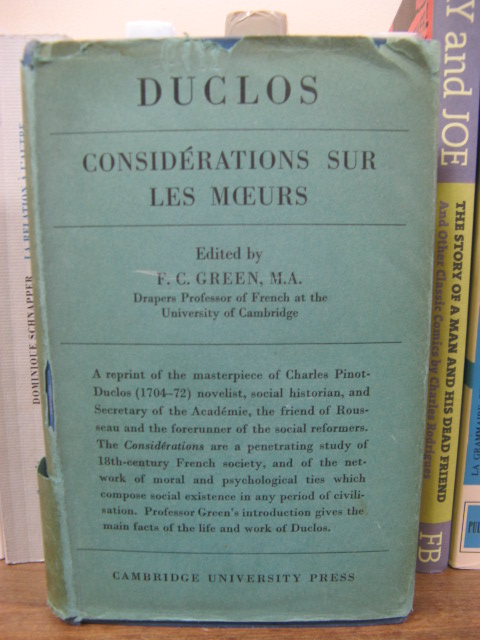 DUCLOS
CONSIDÉRATIONS SUR
LES MŒURS
Edited by
F. C. GREEN, M.A.
Drapers Professor of French at the
University of Cambridge
A reprint of the masterpiece of Charles Pinot-
Duclos (1704–72) novelist, social historian, and
Secretary of the Académie, the friend of Rous-
seau and the forerunner of the social reformers.
The Considérations are a penetrating study of
18th-century French society, and of the net-
work of moral and psychological ties which
compose social existence in any period of civili-
sation. Professor Green's introduction gives the
main facts of the life and work of Duclos.
CAMBRIDGE UNIVERSITY PRESS
DOMINIQUE SCHNAPPER
LA RELATION À L'AUTRE
Y and JOE
THE STORY OF A MAN AND HIS DEAD FRIEND
And Other Classic Comics by Charles Rodrigues
FB
LA GRAMMAIRE